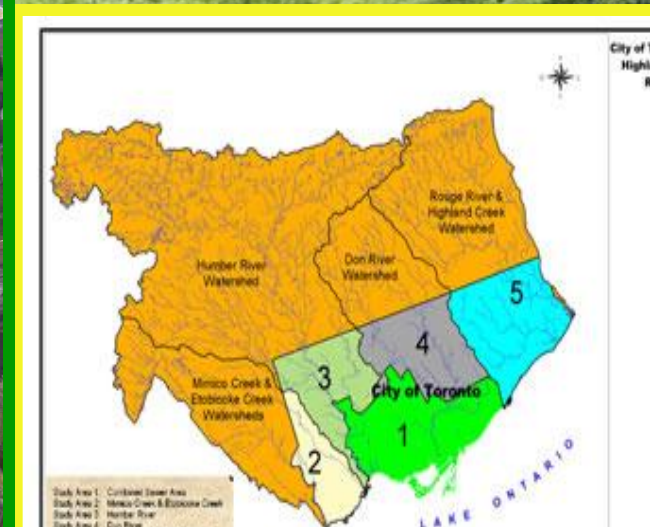 City of
Highl
R
Rouge River &
Highland Creek
Watershed
Don River
Watershed
Humber River
Watershed
5
4
3
City of Toronto
Mimico Creek &
Etobicoke Creek
Watersheds
1
2
LAKE ONTARIO
Study Area 1: Combined Sewer Area
Study Area 2: Mimico Creek & Etobicoke Creek
Study Area 3: Humber River
Study Area 4: Don River